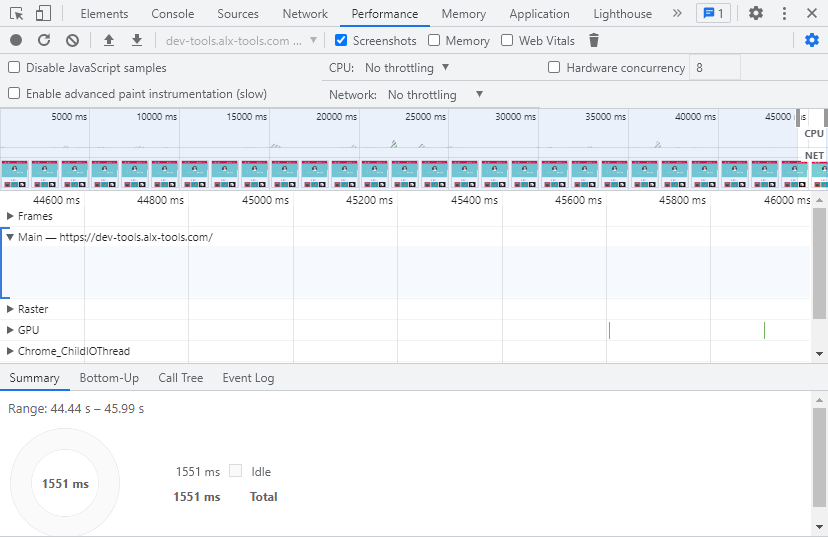 Elements Console Sources Network Performance Memory Application Lighthouse » 1
dev-tools.alx-tools.com ... Screenshots Memory Web Vitals
Disable JavaScript samples CPU: No throttling Hardware concurrency 8
Enable advanced paint instrumentation (slow) Network: No throttling
5000 ms 10000 ms 15000 ms 20000 ms 25000 ms 30000 ms 35000 ms 40000 ms 45000 ms
CPU
NET
44600 ms 44800 ms 45000 ms 45200 ms 45400 ms 45600 ms 45800 ms 46000 ms
Frames
Main — https://dev-tools.alx-tools.com/
Raster
GPU
Chrome_ChildIOThread
Summary Bottom-Up Call Tree Event Log
Range: 44.44 s – 45.99 s
1551 ms Idle
1551 ms
1551 ms Total